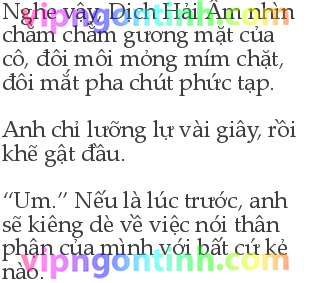 Nghe vậy, Dịch Hải Âm nhìn
chằm chằm gương mặt của
cô, đôi môi mỏng mím chặt,
đôi mắt pha chút phức tạp.
Anh chỉ lưỡng lự vài giây, rồi
khẽ gật đầu.
“Um.” Nếu là lúc trước, anh
sẽ kiêng dè về việc nói thân
phận của mình với bất cứ kẻ
nào.
vipngontinh.com
vipngontinh.com